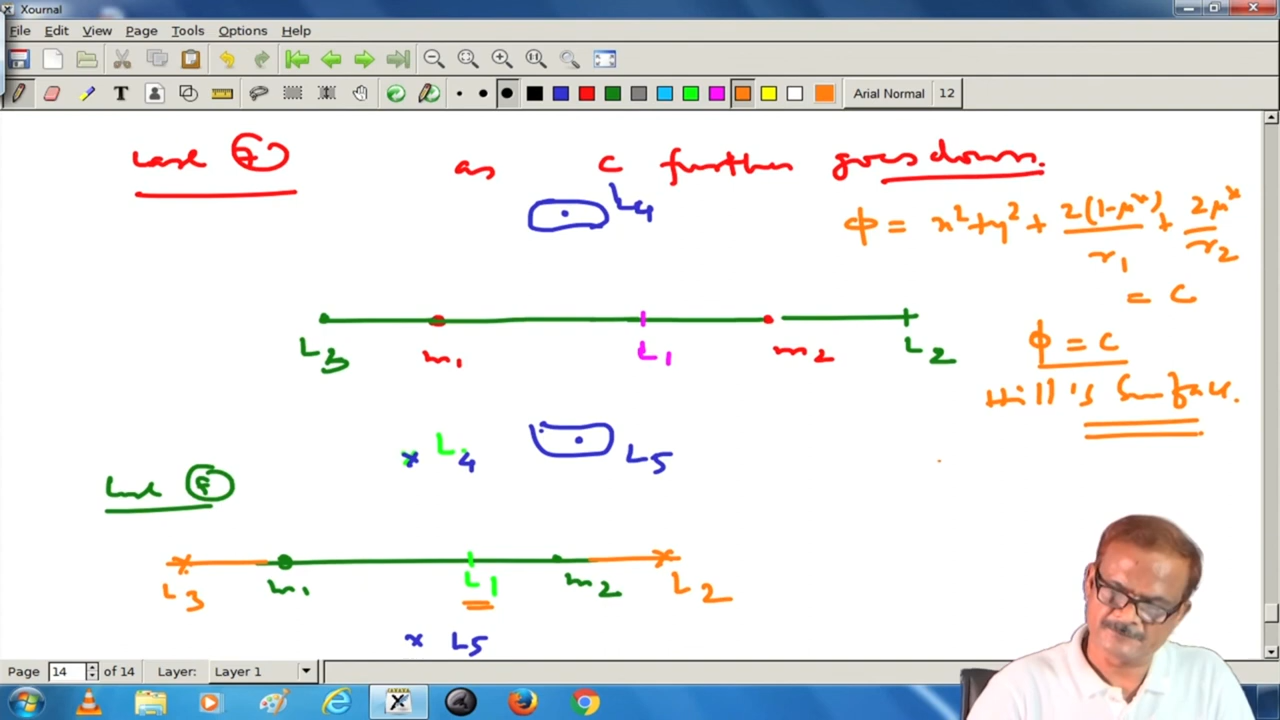 Xournal
File Edit View Page Tools Options Help
Arial Normal 12
Case as C further goes down.
L4
Φ = x² + y² + 2(1-μ*)/r₁ + 2μ*/r₂
= C
L3 m₁ L1 m₂ L2
Φ = C
Hill's Surface.
L4
L5
Case
L3 m₁ L1 m₂ L2
L5
Page 14 of 14 Layer: Layer 1